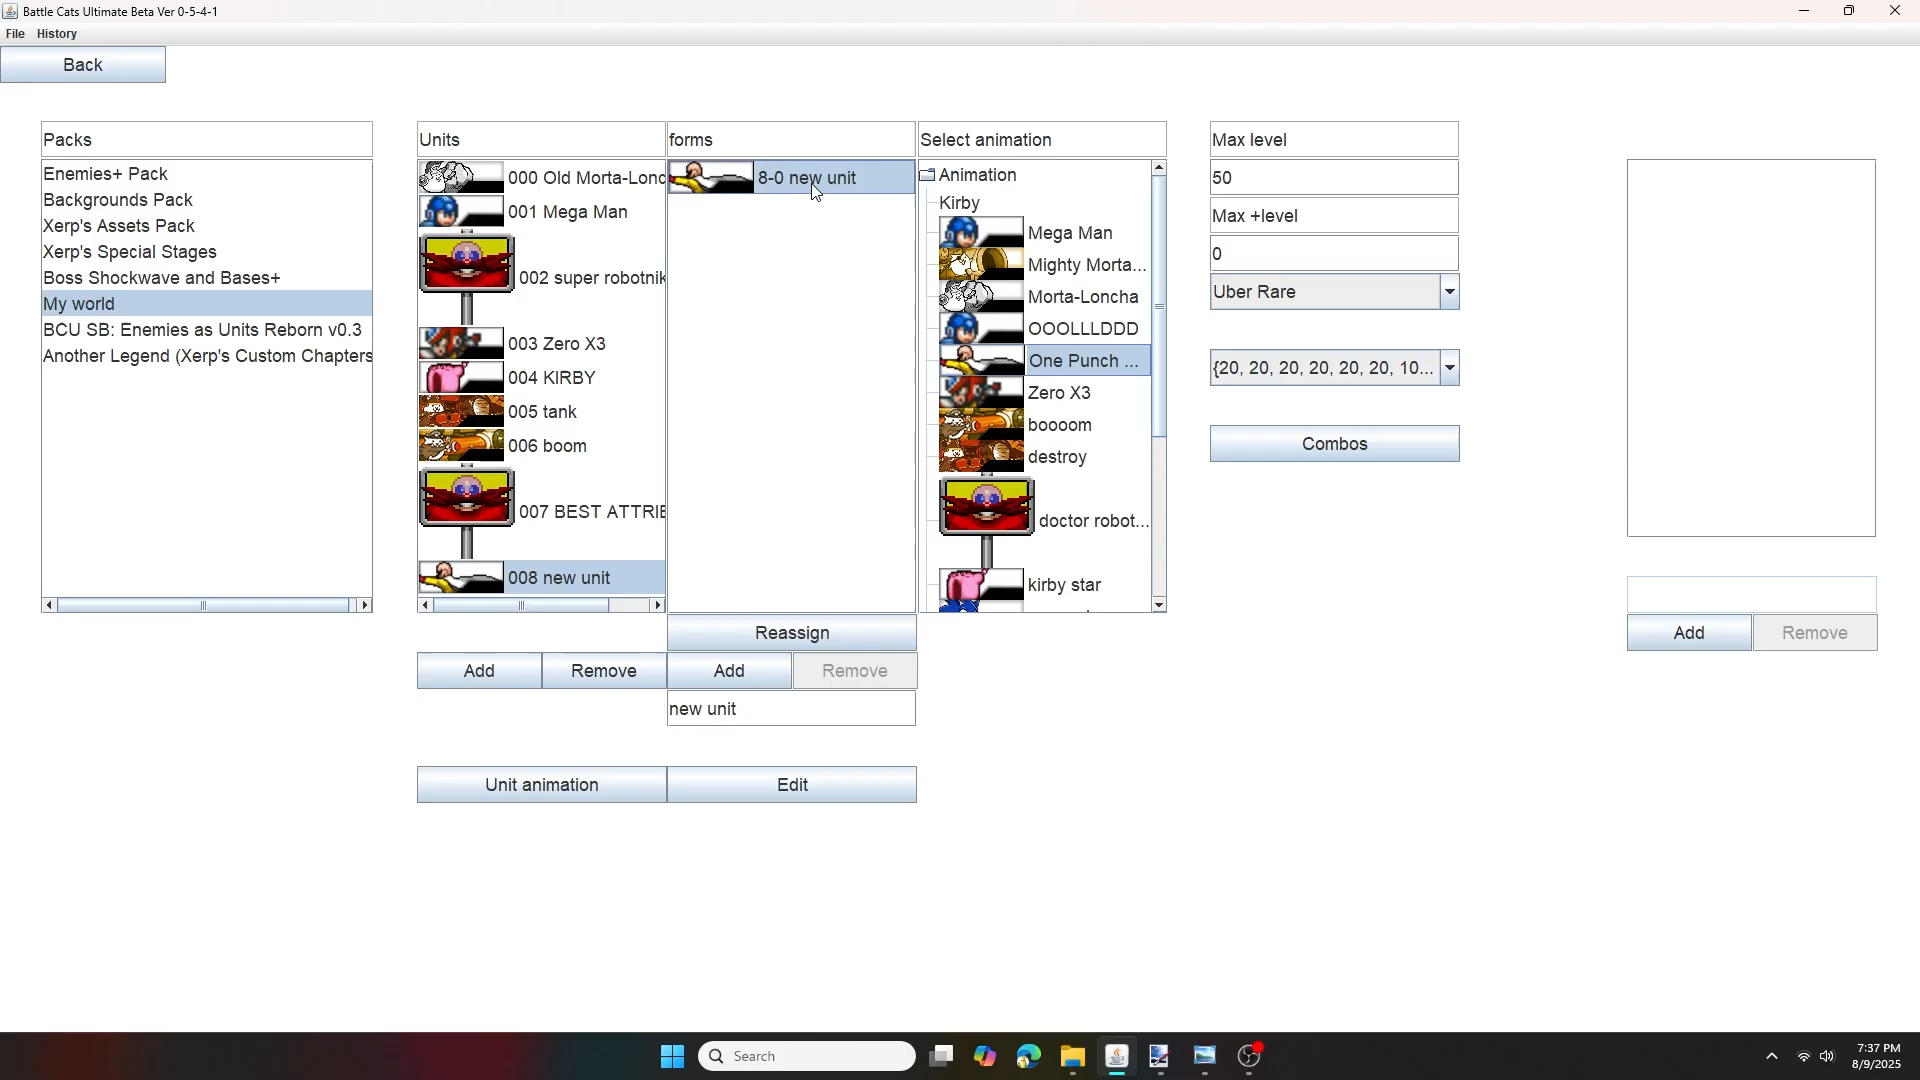 Battle Cats Ultimate Beta Ver 0-5-4-1
File History
Back
Packs
Enemies+ Pack
Backgrounds Pack
Xerp's Assets Pack
Xerp's Special Stages
Boss Shockwave and Bases+
My world
BCU SB: Enemies as Units Reborn v0.3
Another Legend (Xerp's Custom Chapters
Units
000 Old Morta-Lonc
001 Mega Man
002 super robotnik
003 Zero X3
004 KIRBY
005 tank
006 boom
007 BEST ATTRIE
008 new unit
Add Remove
Unit animation
forms
8-0 new unit
Reassign
Add Remove
new unit
Edit
Select animation
Animation
Kirby
Mega Man
Mighty Morta...
Morta-Loncha
OOOLLLDDD
One Punch ...
Zero X3
boooom
destroy
doctor robot...
kirby star
Max level
50
Max +level
0
Uber Rare
{20, 20, 20, 20, 20, 20, 10...
Combos
Add Remove
Search
7:37 PM
8/9/2025